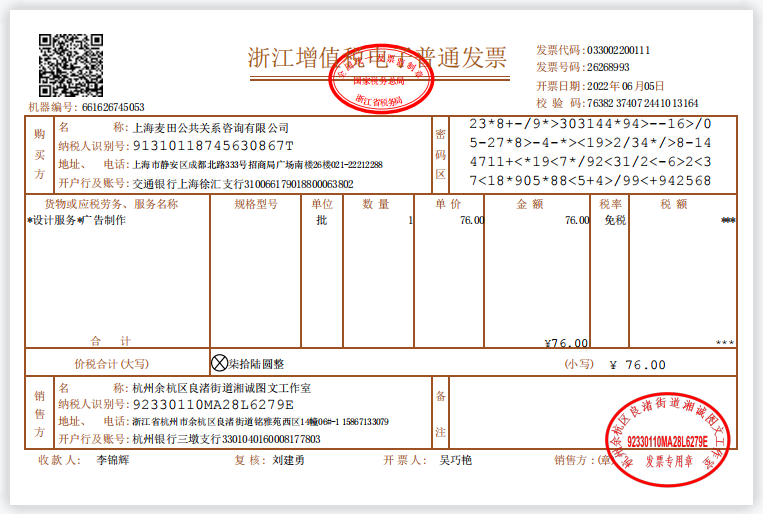 浙江增值税电子普通发票
国家税务总局
浙江省税务局
发票代码:033002200111
发票号码:26268993
开票日期:2022年06月05日
校 验 码:76382 37407 24410 13164
机器编号:661626745053
购买方
名 称:上海麦田公共关系咨询有限公司
纳税人识别号:91310118745630867T
地址、 电话:上海市静安区成都北路333号招商局广场南楼26楼021-22212288
开户行及账号:交通银行上海徐汇支行310066179018800063802
密码区
23*8+-/9*>303144*94>--16>/0
5-27*8>-4-*><19>2/34*/>8-14
4711+<*19<7*/92<31/2<-6>2<3
7<18*905*88<5+4>/99<+942568
货物或应税劳务、服务名称 规格型号 单位 数 量 单 价 金 额 税率 税 额
*设计服务*广告制作 批 1 76.00 76.00 免税 ***
合 计 ¥76.00 ***
价税合计(大写) 柒拾陆圆整 (小写) ¥ 76.00
销售方
名 称:杭州余杭区良渚街道湘诚图文工作室
纳税人识别号:92330110MA28L6279E
地址、 电话:浙江省杭州市余杭区良渚街道铭雅苑西区14幢06#-1 15867133079
开户行及账号:杭州银行三墩支行3301040160008177803
备注
收款人: 李锦辉 复核: 刘建勇 开票人: 吴巧艳 销售方:(章)
杭州余杭区良渚街道湘诚图文工作室
92330110MA28L6279E
发票专用章